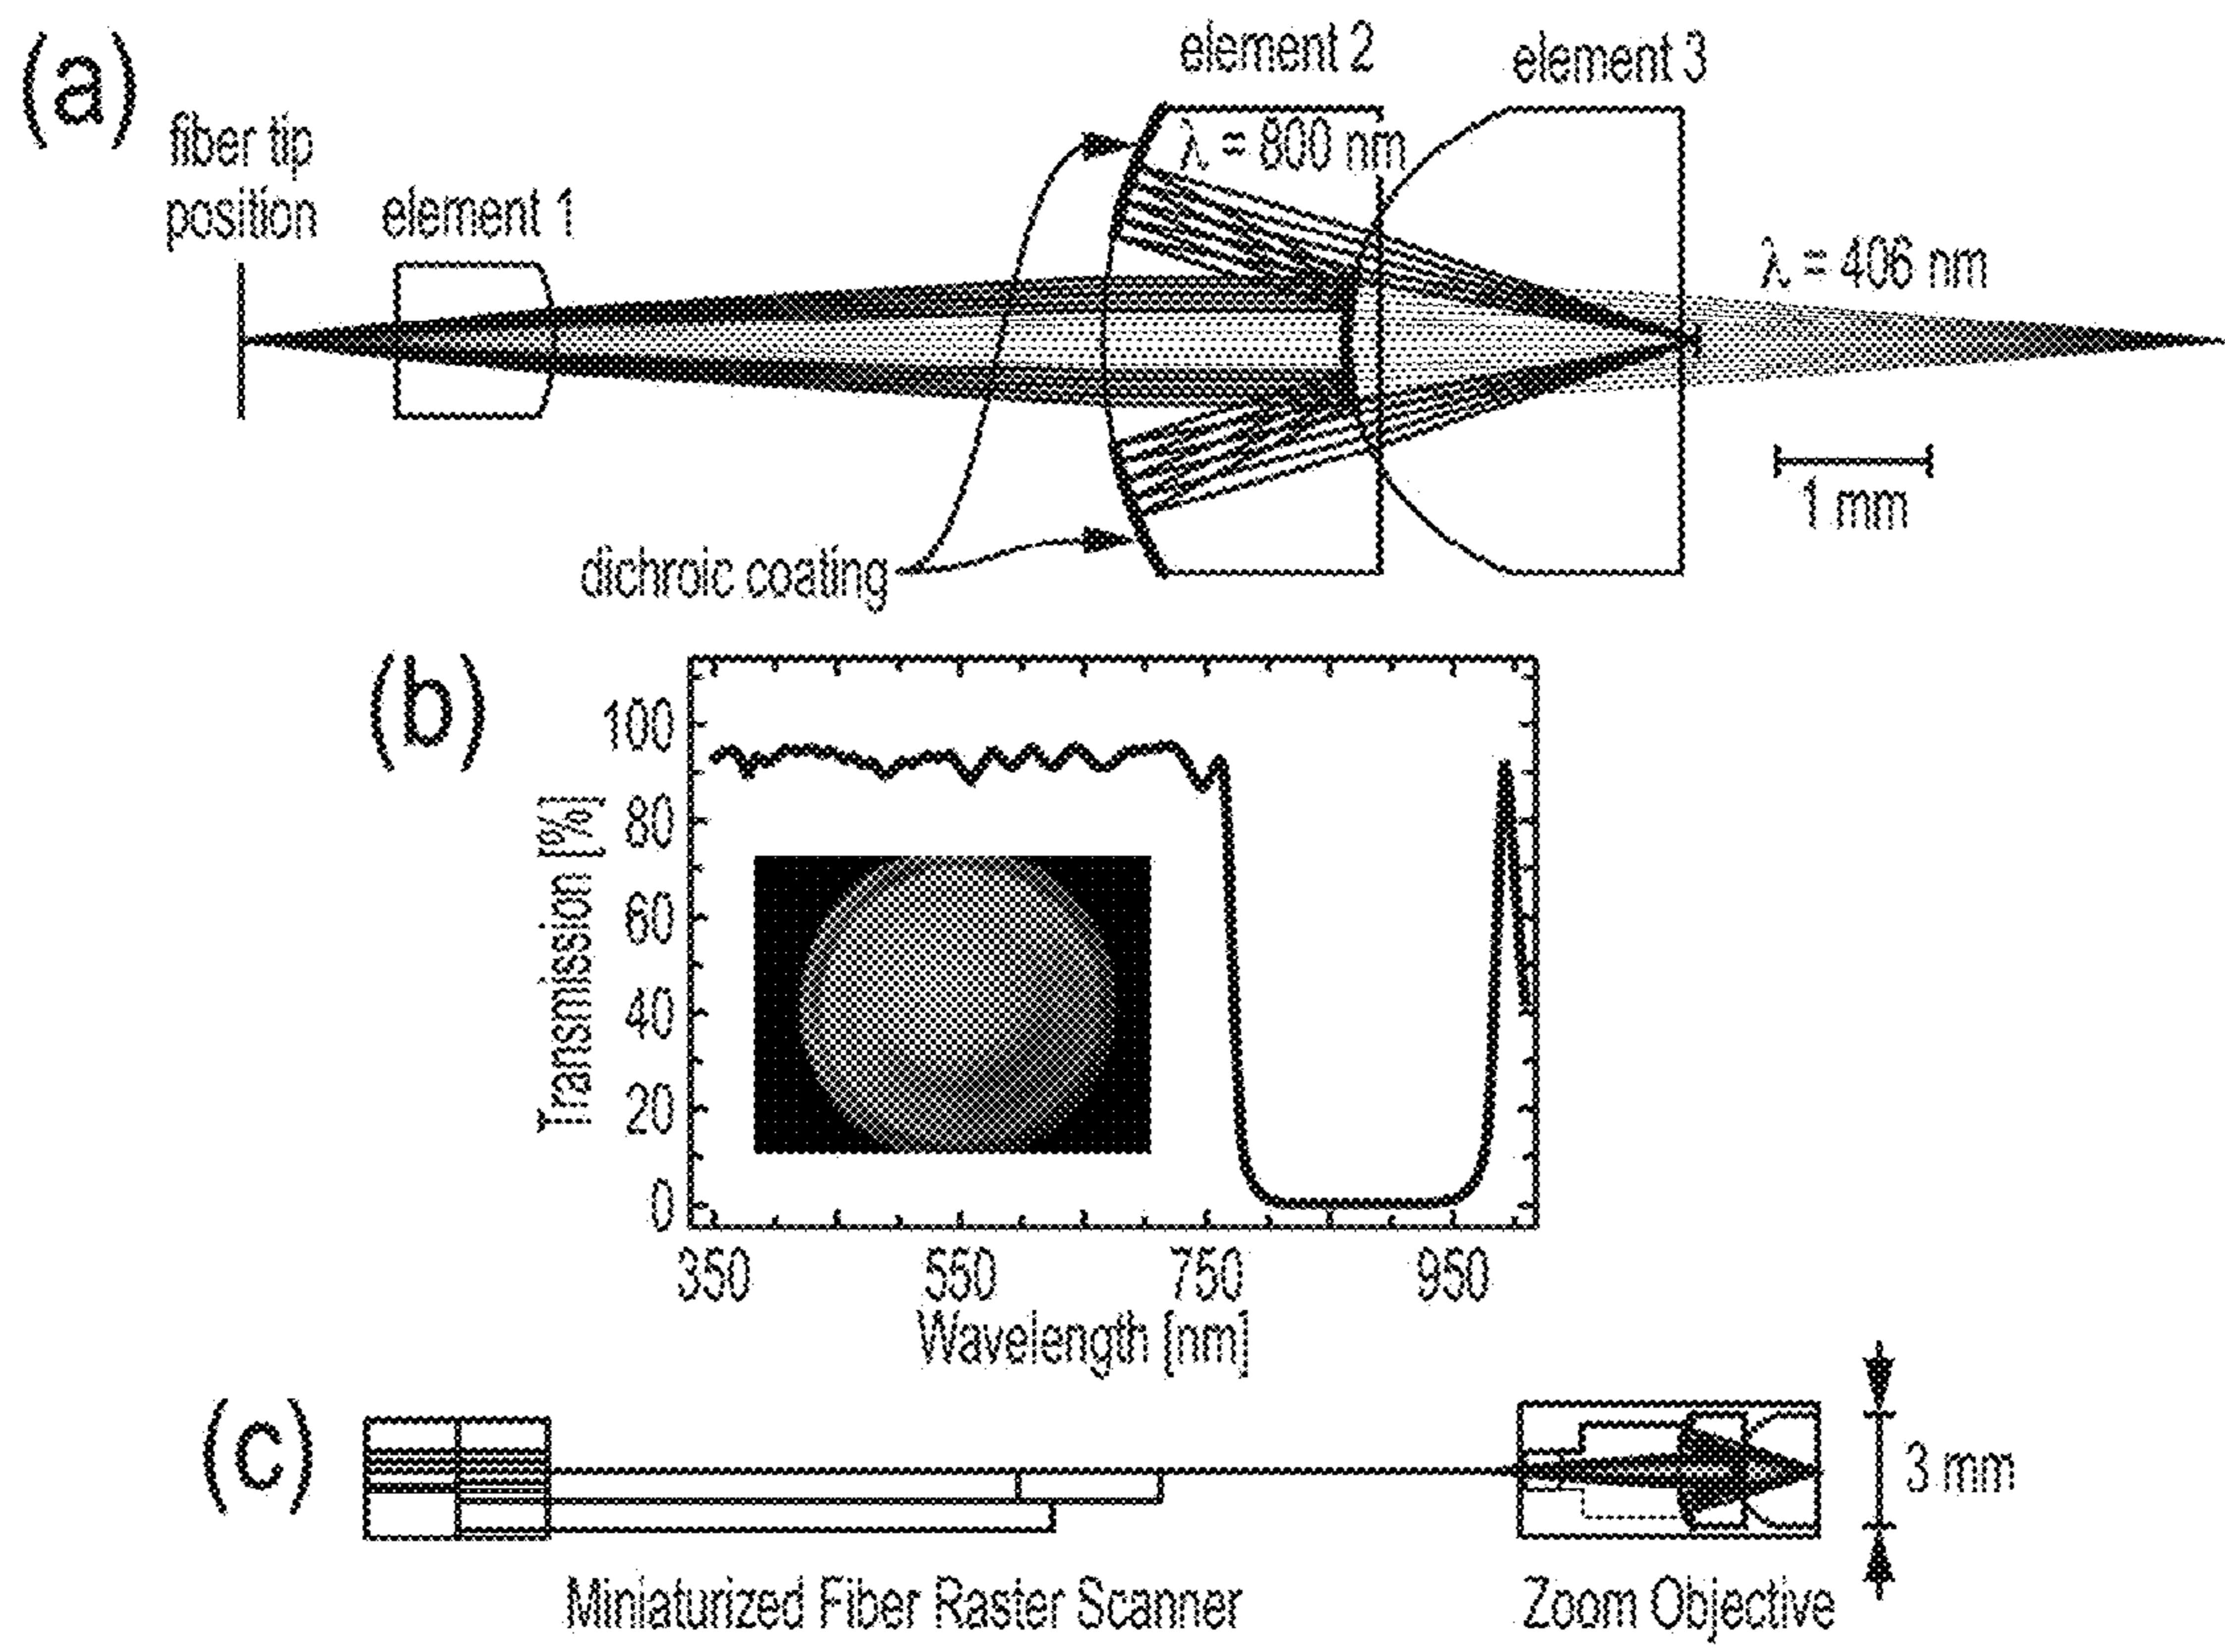 (a)
element 2
element 3
fiber tip
position
element 1
λ = 800 nm
λ = 406 nm
1 mm
dichroic coating
(b)
100
80
60
40
20
0
Transmission [%]
350 550 750 950
Wavelength [nm]
(c)
3 mm
Miniaturized Fiber Raster Scanner
Zoom Objective